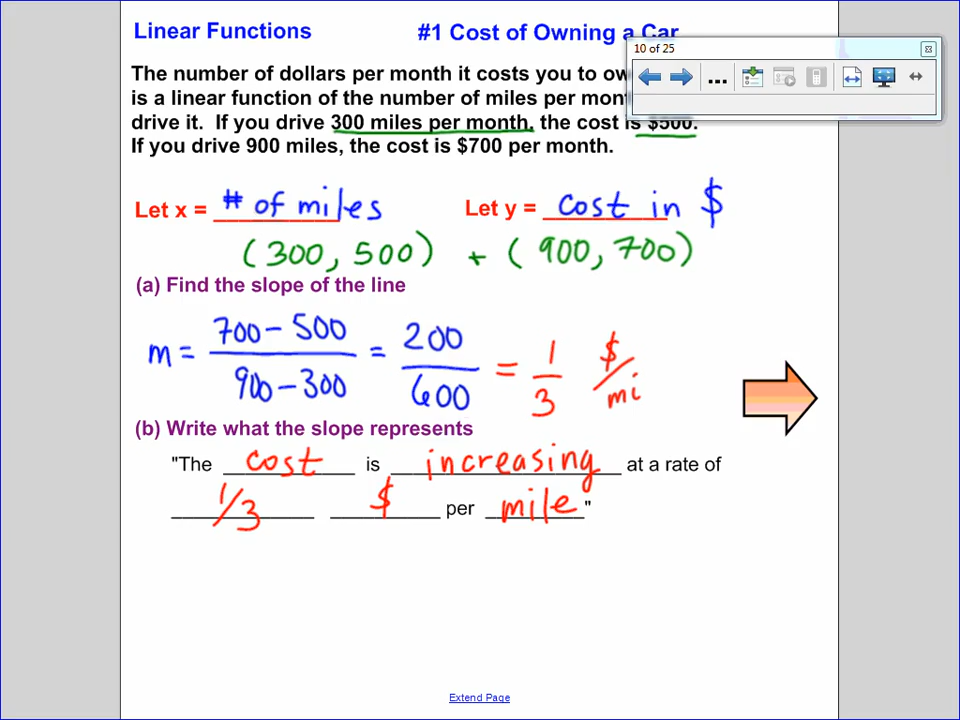 Linear Functions #1 Cost of Owning a Car
10 of 25
The number of dollars per month it costs you to
is a linear function of the number of miles per
drive it. If you drive 300 miles per month, the cost is $500.
If you drive 900 miles, the cost is $700 per month.
Let x = # of miles Let y = cost in $
(300, 500) + (900, 700)
(a) Find the slope of the line
m = 700 - 500 / 900 - 300 = 200 / 600 = 1 / 3 $/mi
(b) Write what the slope represents
"The cost is increasing at a rate of
1/3 $ per mile"
Extend Page